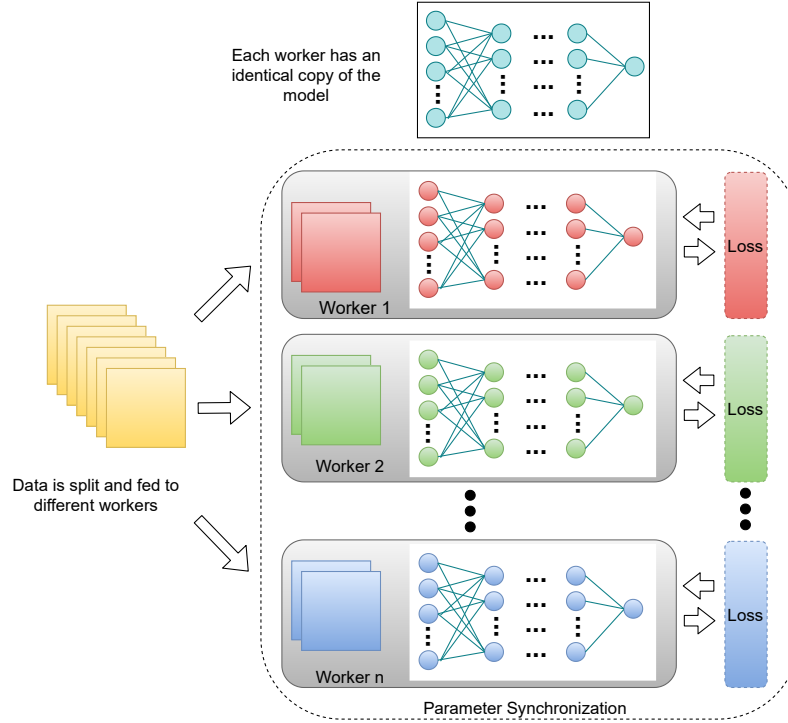 Each worker has an
identical copy of the
model
Loss
Worker 1
Loss
Worker 2
Data is split and fed to
different workers
Loss
Worker n
Parameter Synchronization